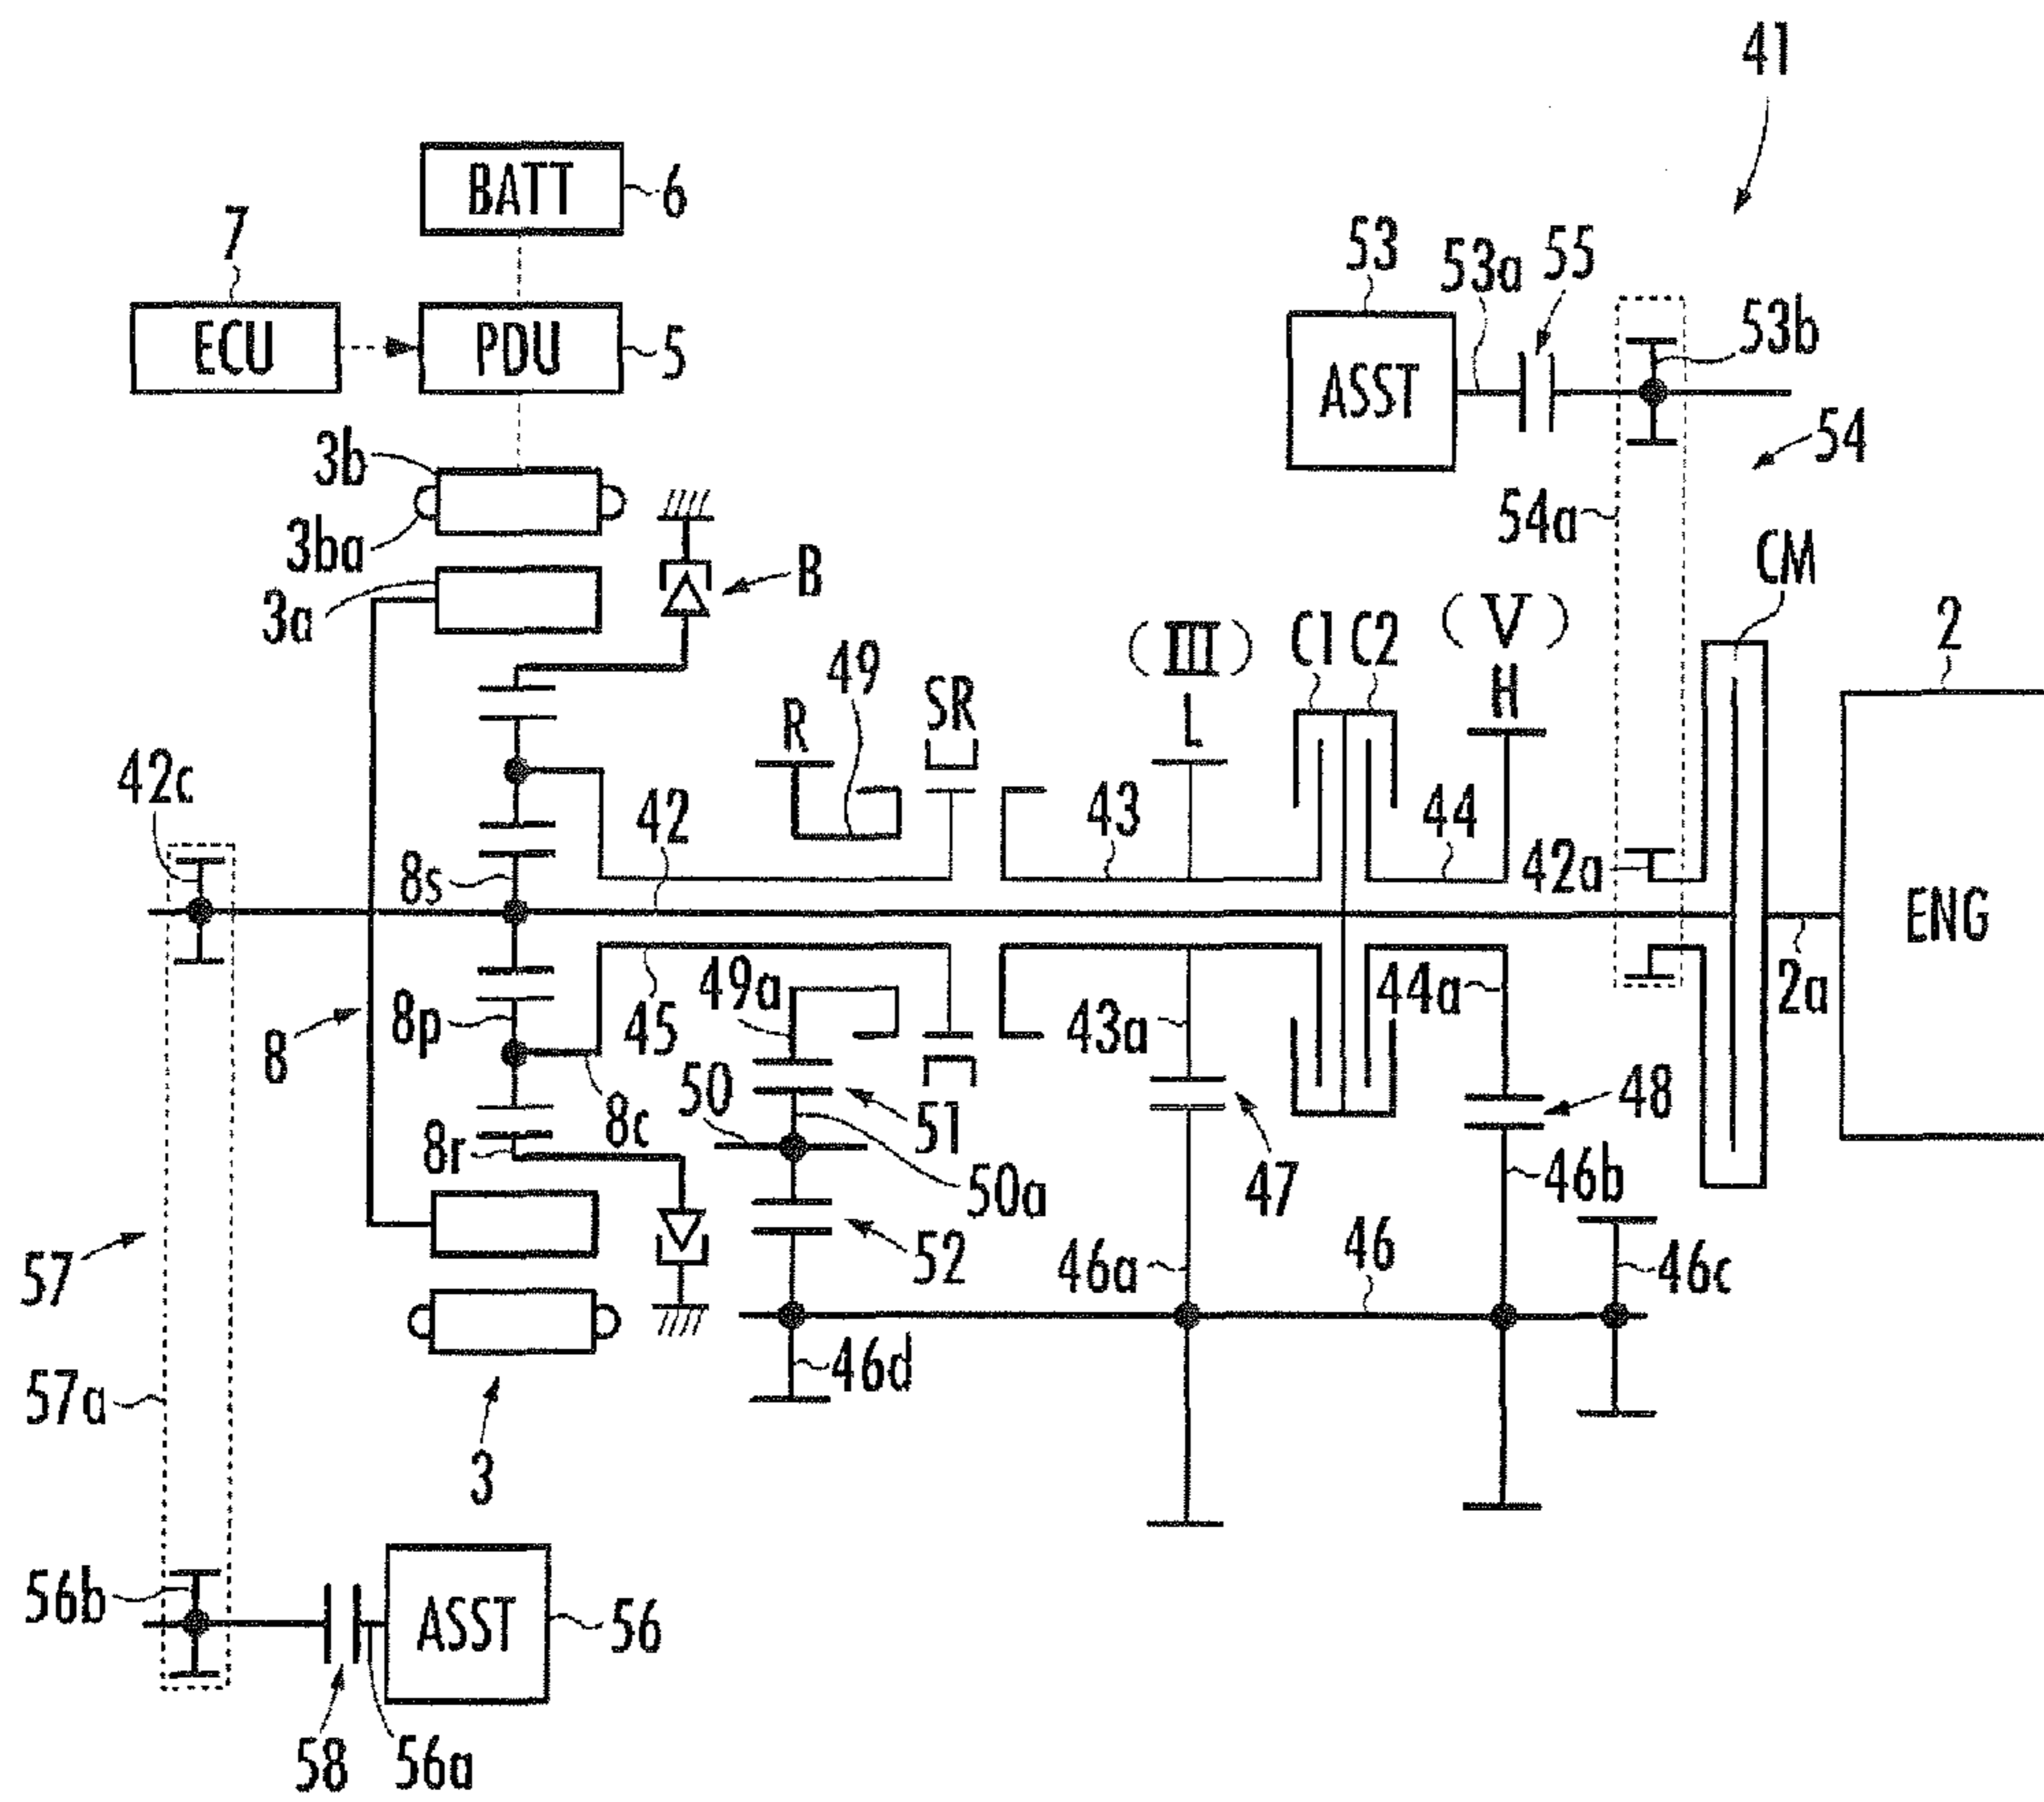 41
BATT
6
7
ECU
PDU
5
53
53a
55
53b
ASST
54
3b
3ba
3a
B
54a
CM
2
(III)
L
C1
C2
(V)
H
R
49
SR
42c
42
43
44
8s
42a
ENG
8
8p
45
49a
43a
44a
2a
8r
8c
50
51
50a
47
48
46b
57
52
46a
46
46c
57a
46d
3
56b
ASST
56
58
56a